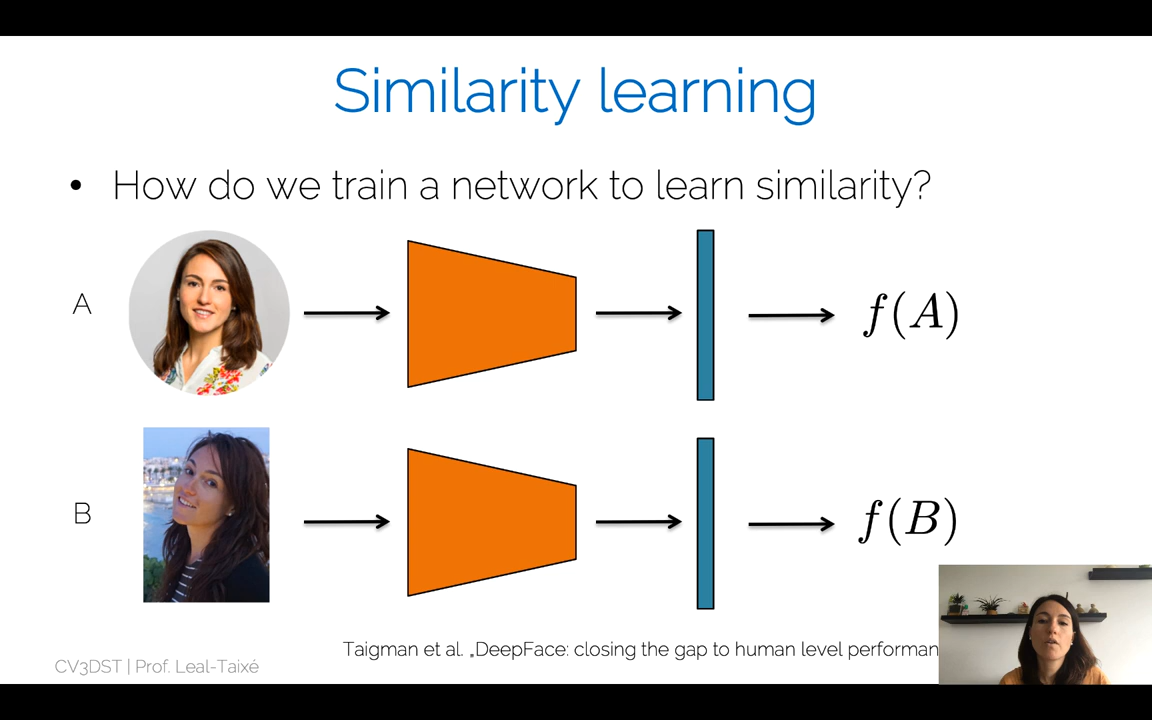 Similarity learning
• How do we train a network to learn similarity?
A
f(A)
B
f(B)
Taigman et al. „DeepFace: closing the gap to human level performan
CV3DST | Prof. Leal-Taixé